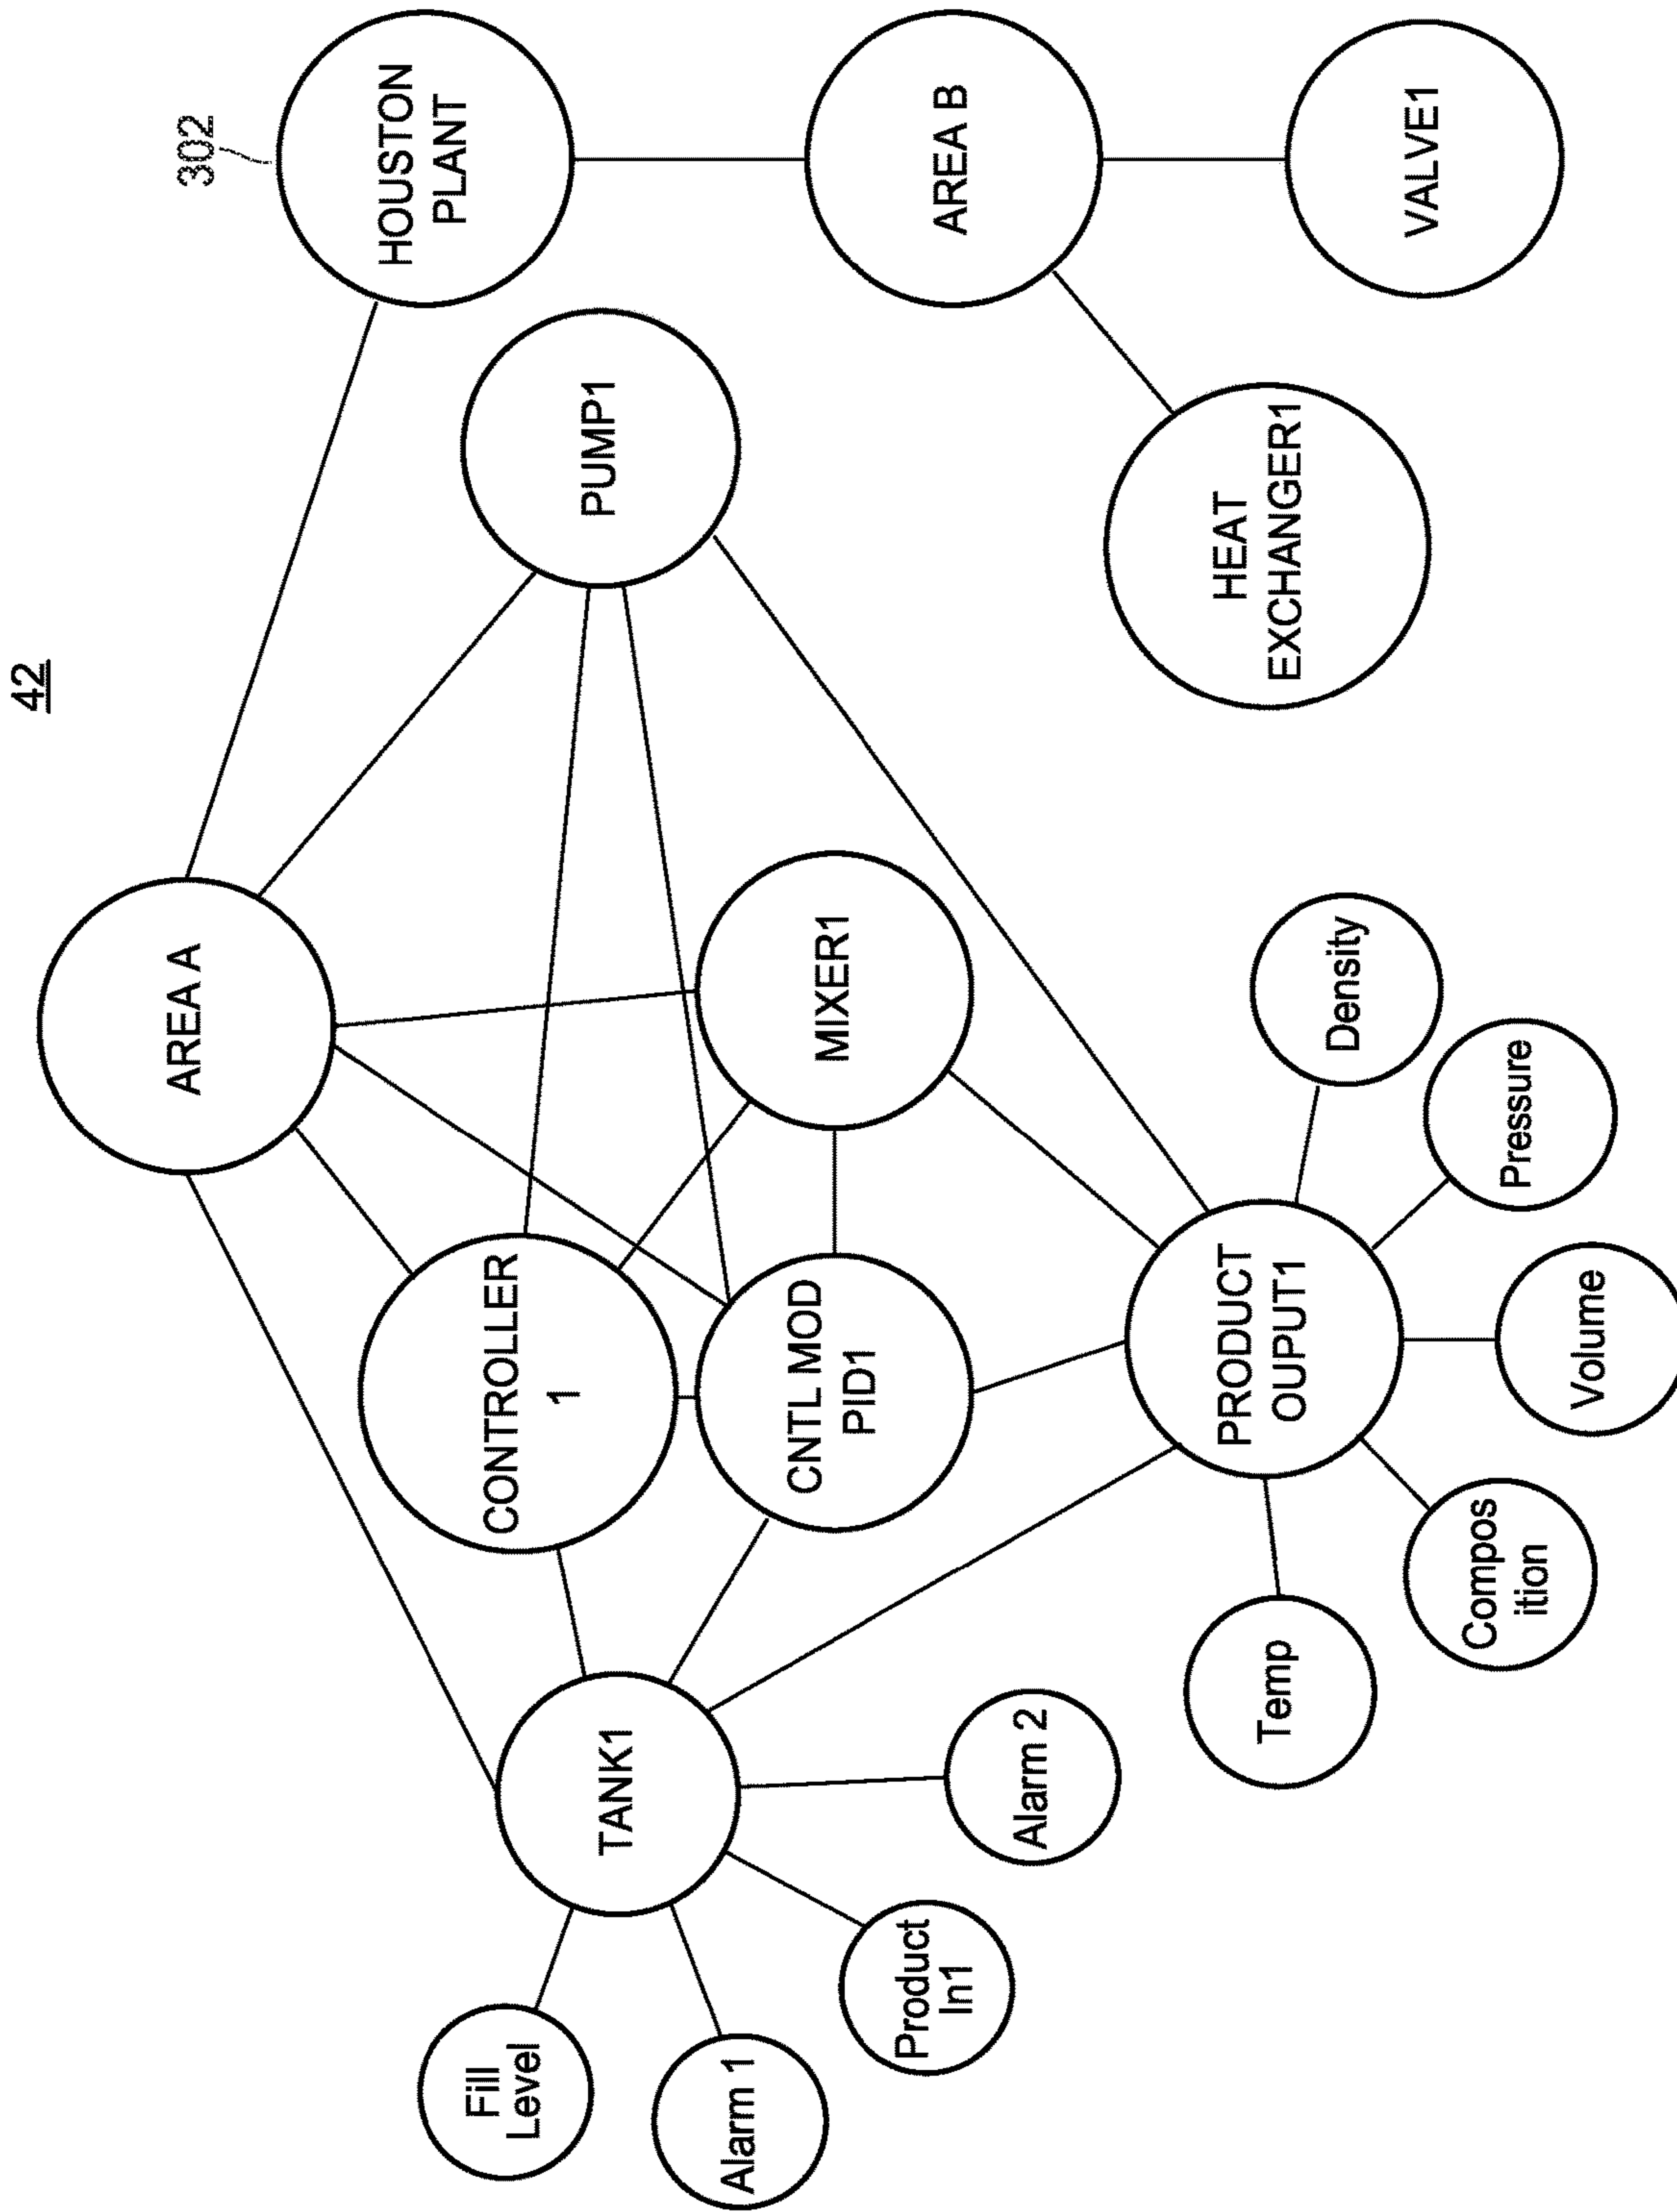 42
AREA A
302
HOUSTON
PLANT
Fill
Level
CONTROLLER
1
TANK1
PUMP1
Alarm 1
CNTL MOD
PID1
MIXER1
Product
In1
AREA B
Alarm 2
PRODUCT
OUPUT1
HEAT
EXCHANGER1
Temp
Density
VALVE1
Compos
ition
Pressure
Volume